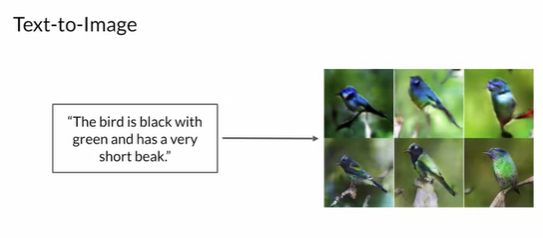 Text-to-Image
“The bird is black with
green and has a very
short beak.”